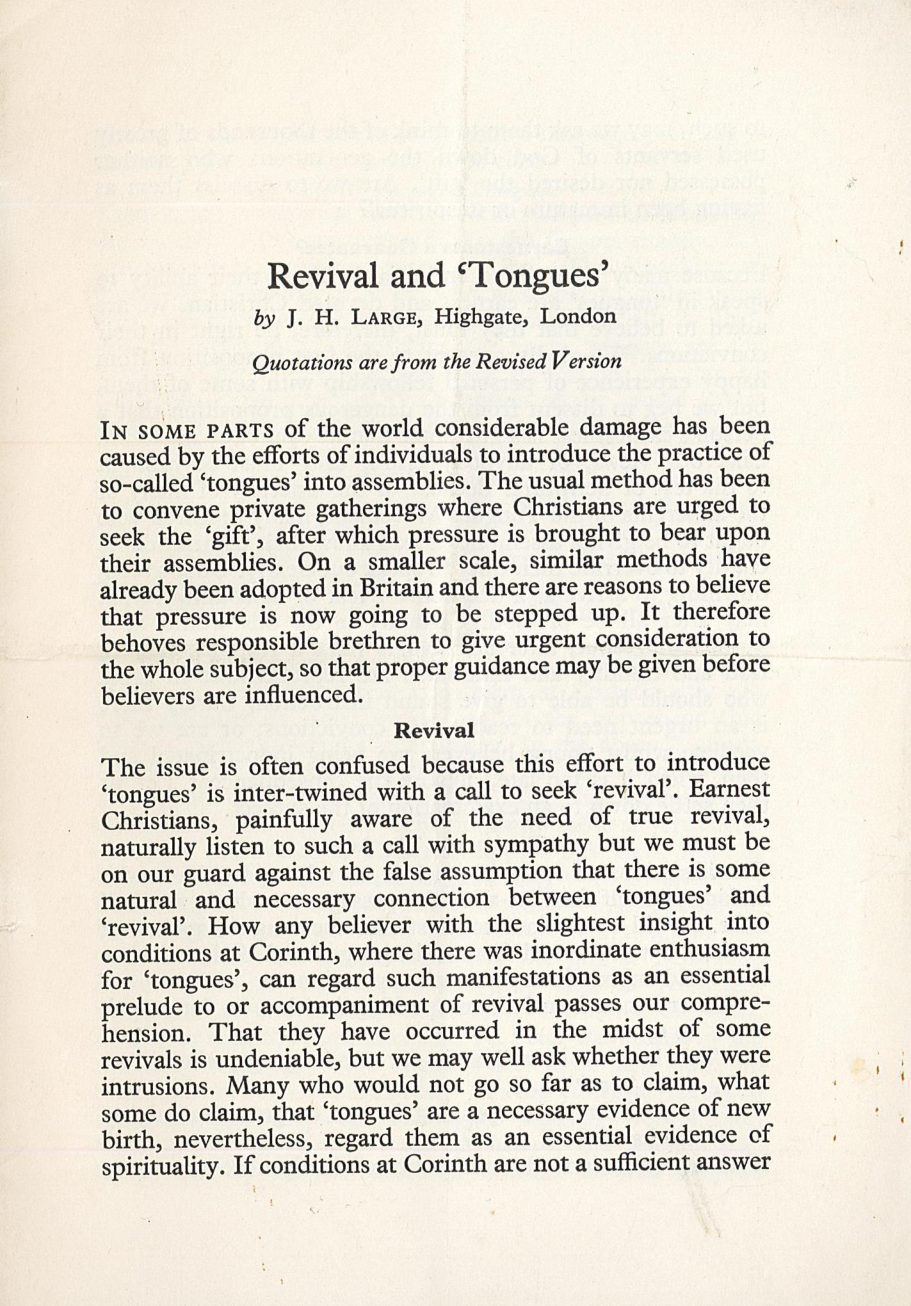 Revival and ‘Tongues’
by J. H. LARGE, Highgate, London
Quotations are from the Revised Version
IN SOME PARTS of the world considerable damage has been
caused by the efforts of individuals to introduce the practice of
so-called ‘tongues’ into assemblies. The usual method has been
to convene private gatherings where Christians are urged to
seek the ‘gift’, after which pressure is brought to bear upon
their assemblies. On a smaller scale, similar methods have
already been adopted in Britain and there are reasons to believe
that pressure is now going to be stepped up. It therefore
behoves responsible brethren to give urgent consideration to
the whole subject, so that proper guidance may be given before
believers are influenced.
Revival
The issue is often confused because this effort to introduce
‘tongues’ is inter-twined with a call to seek ‘revival’. Earnest
Christians, painfully aware of the need of true revival,
naturally listen to such a call with sympathy but we must be
on our guard against the false assumption that there is some
natural and necessary connection between ‘tongues’ and
‘revival’. How any believer with the slightest insight into
conditions at Corinth, where there was inordinate enthusiasm
for ‘tongues’, can regard such manifestations as an essential
prelude to or accompaniment of revival passes our compre-
hension. That they have occurred in the midst of some
revivals is undeniable, but we may well ask whether they were
intrusions. Many who would not go so far as to claim, what
some do claim, that ‘tongues’ are a necessary evidence of new
birth, nevertheless, regard them as an essential evidence of
spirituality. If conditions at Corinth are not a sufficient answer